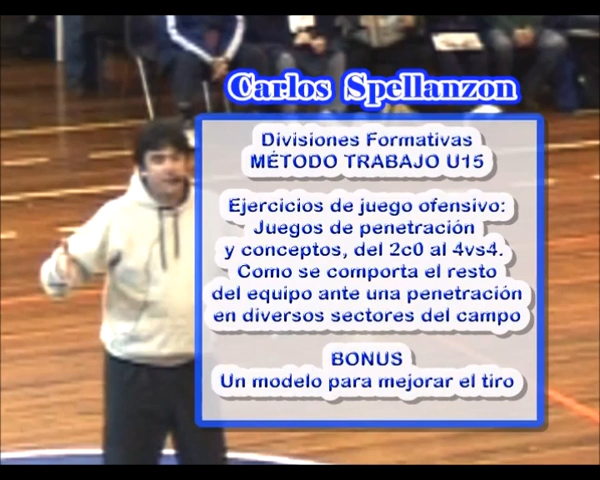 Carlos Spellanzon
Divisiones Formativas
MÉTODO TRABAJO U15
Ejercicios de juego ofensivo:
Juegos de penetración
y conceptos, del 2c0 al 4vs4.
Como se comporta el resto
del equipo ante una penetración
en diversos sectores del campo
BONUS
Un modelo para mejorar el tiro